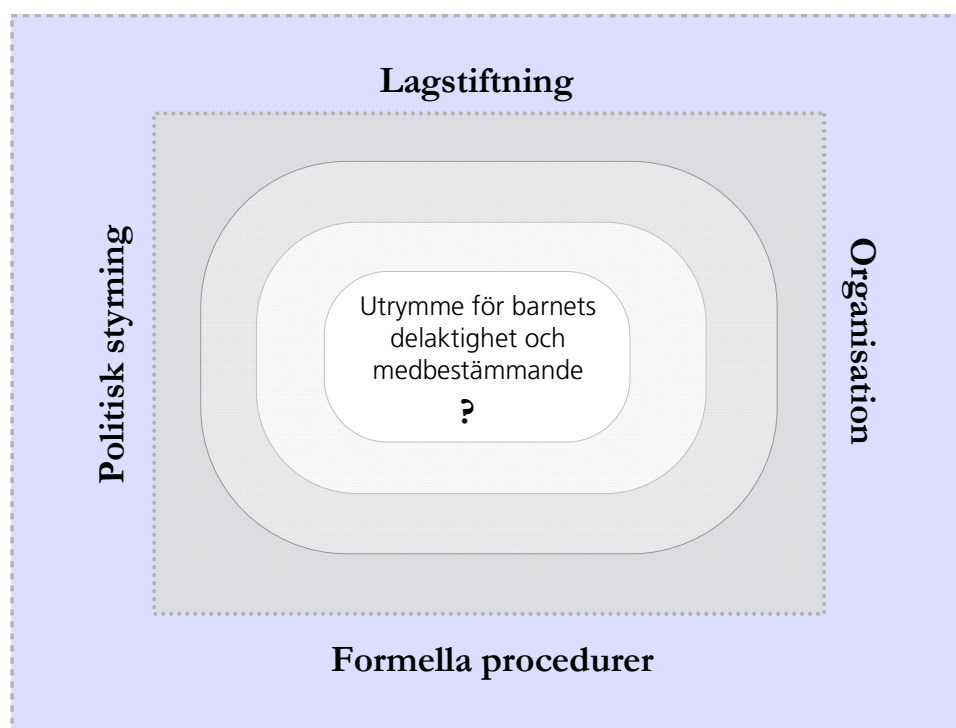 Lagstiftning
Politisk styrning
Utrymme för barnets
delaktighet och
medbestämmande
?
Organisation
Formella procedurer